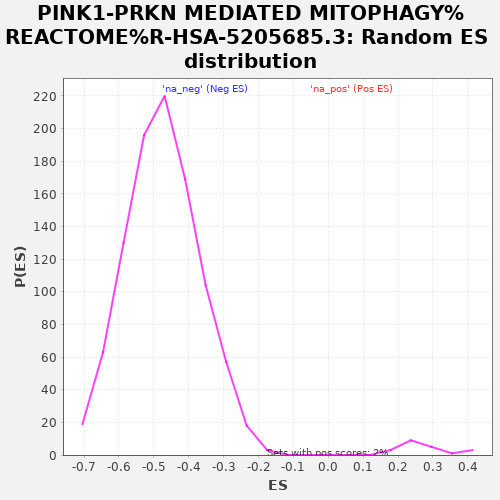 PINK1-PRKN MEDIATED MITOPHAGY%
REACTOME%R-HSA-5205685.3: Random ES
distribution
'na_neg' (Neg ES)
'na_pos' (Pos ES)
220
200
180
160
140
120
100
80
60
40
20
0
P(ES)
Sets with pos scores: 2%
-0.7 -0.6 -0.5 -0.4 -0.3 -0.2 -0.1 0.0 0.1 0.2 0.3 0.4
ES